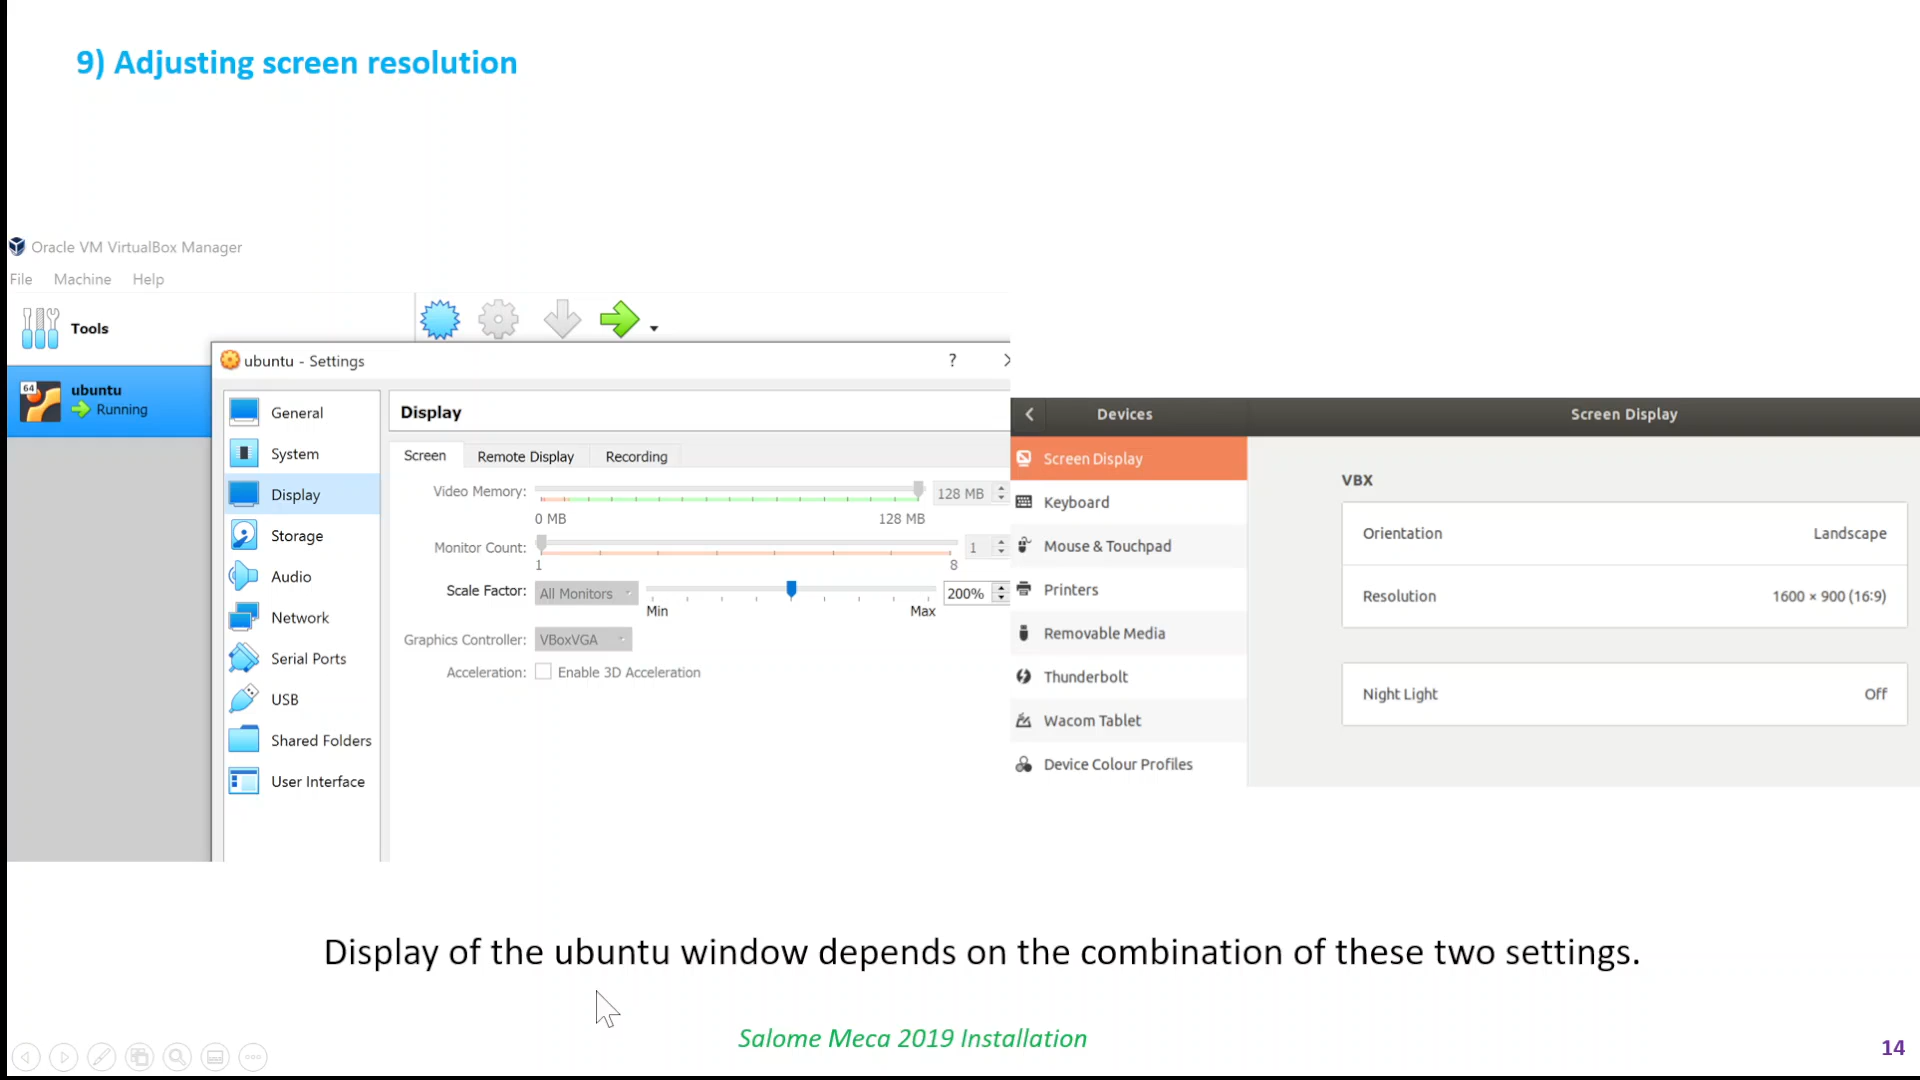 9) Adjusting screen resolution
Oracle VM VirtualBox Manager
File Machine Help
Tools
ubuntu - Settings ?
64
ubuntu
Running
General
System
Display
Storage
Audio
Network
Serial Ports
USB
Shared Folders
User Interface
Display
Screen Remote Display Recording
Video Memory: 128 MB
0 MB 128 MB
Monitor Count: 1
1 8
Scale Factor: All Monitors 200%
Min Max
Graphics Controller: VBoxVGA
Acceleration: Enable 3D Acceleration
Devices Screen Display
Screen Display
Keyboard
Mouse & Touchpad
Printers
Removable Media
Thunderbolt
Wacom Tablet
Device Colour Profiles
VBX
Orientation Landscape
Resolution 1600 × 900 (16:9)
Night Light Off
Display of the ubuntu window depends on the combination of these two settings.
Salome Meca 2019 Installation
14